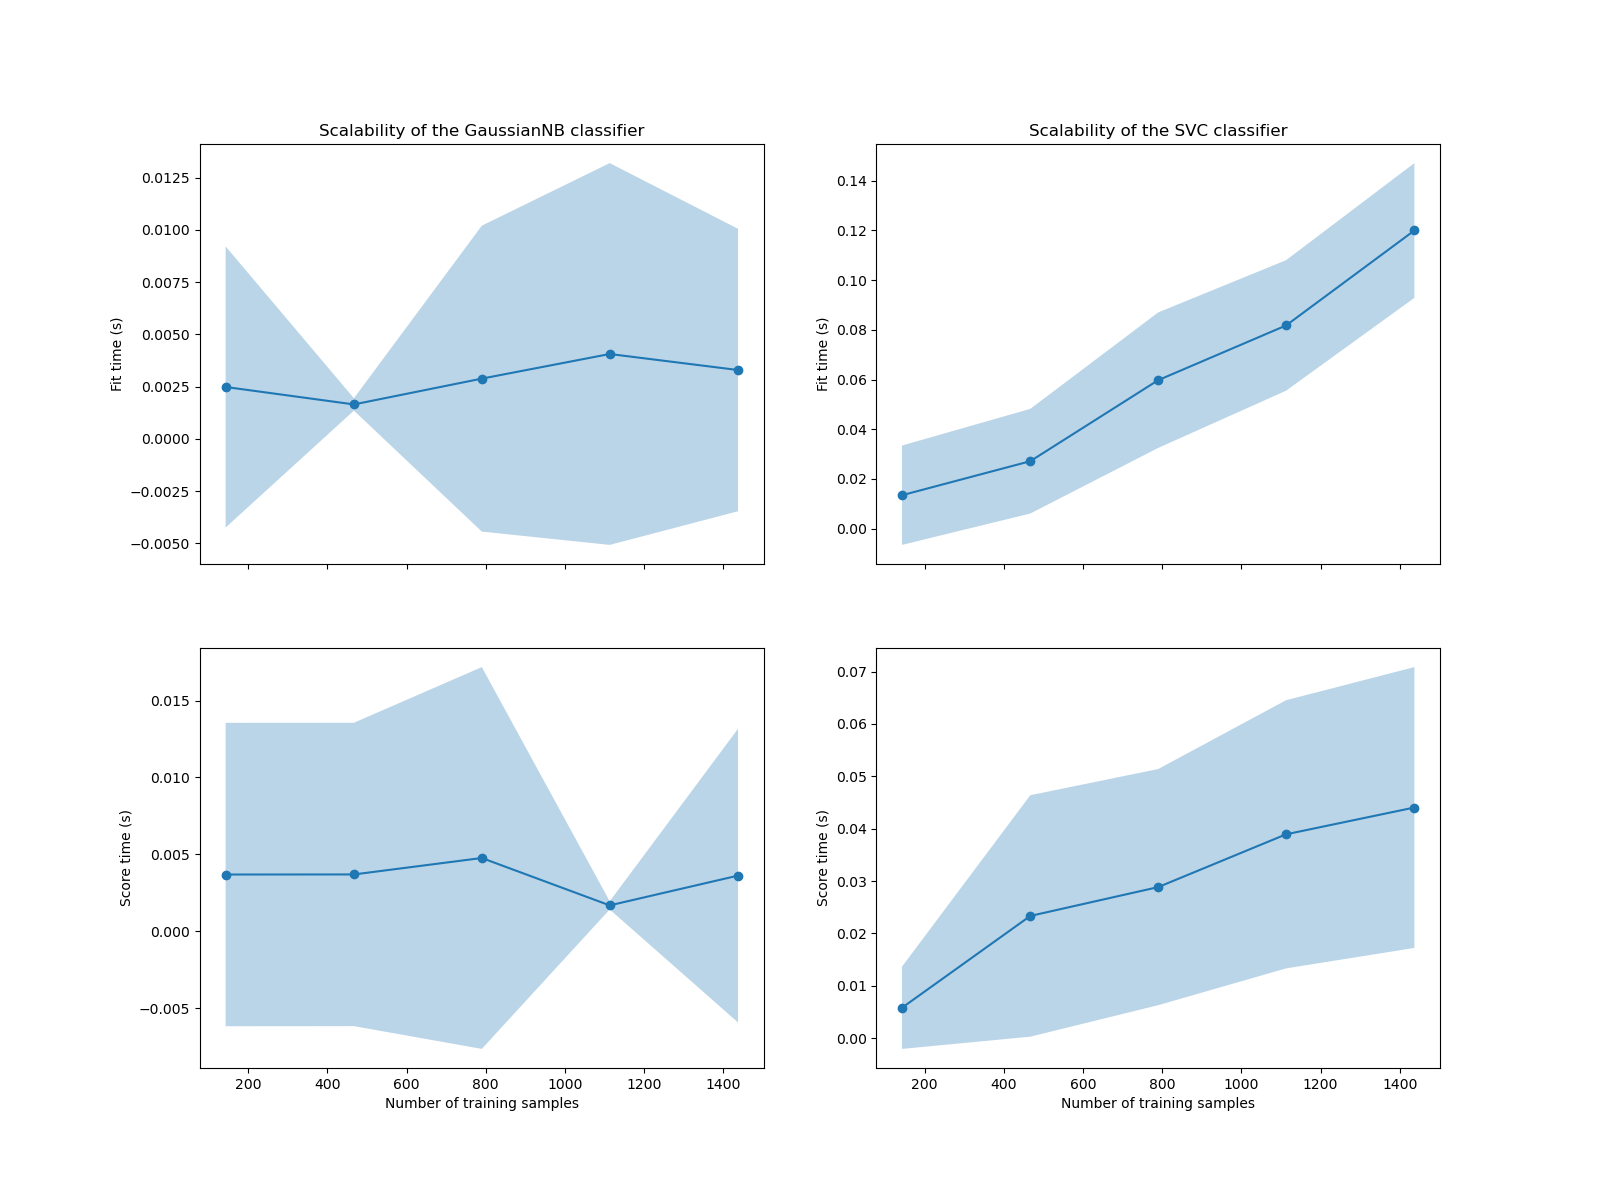 Scalability of the GaussianNB classifier
Fit time (s)
0.0125
0.0100
0.0075
0.0050
0.0025
0.0000
−0.0025
−0.0050
Scalability of the SVC classifier
Fit time (s)
0.14
0.12
0.10
0.08
0.06
0.04
0.02
0.00
Score time (s)
0.015
0.010
0.005
0.000
−0.005
200 400 600 800 1000 1200 1400
Number of training samples
Score time (s)
0.07
0.06
0.05
0.04
0.03
0.02
0.01
0.00
200 400 600 800 1000 1200 1400
Number of training samples